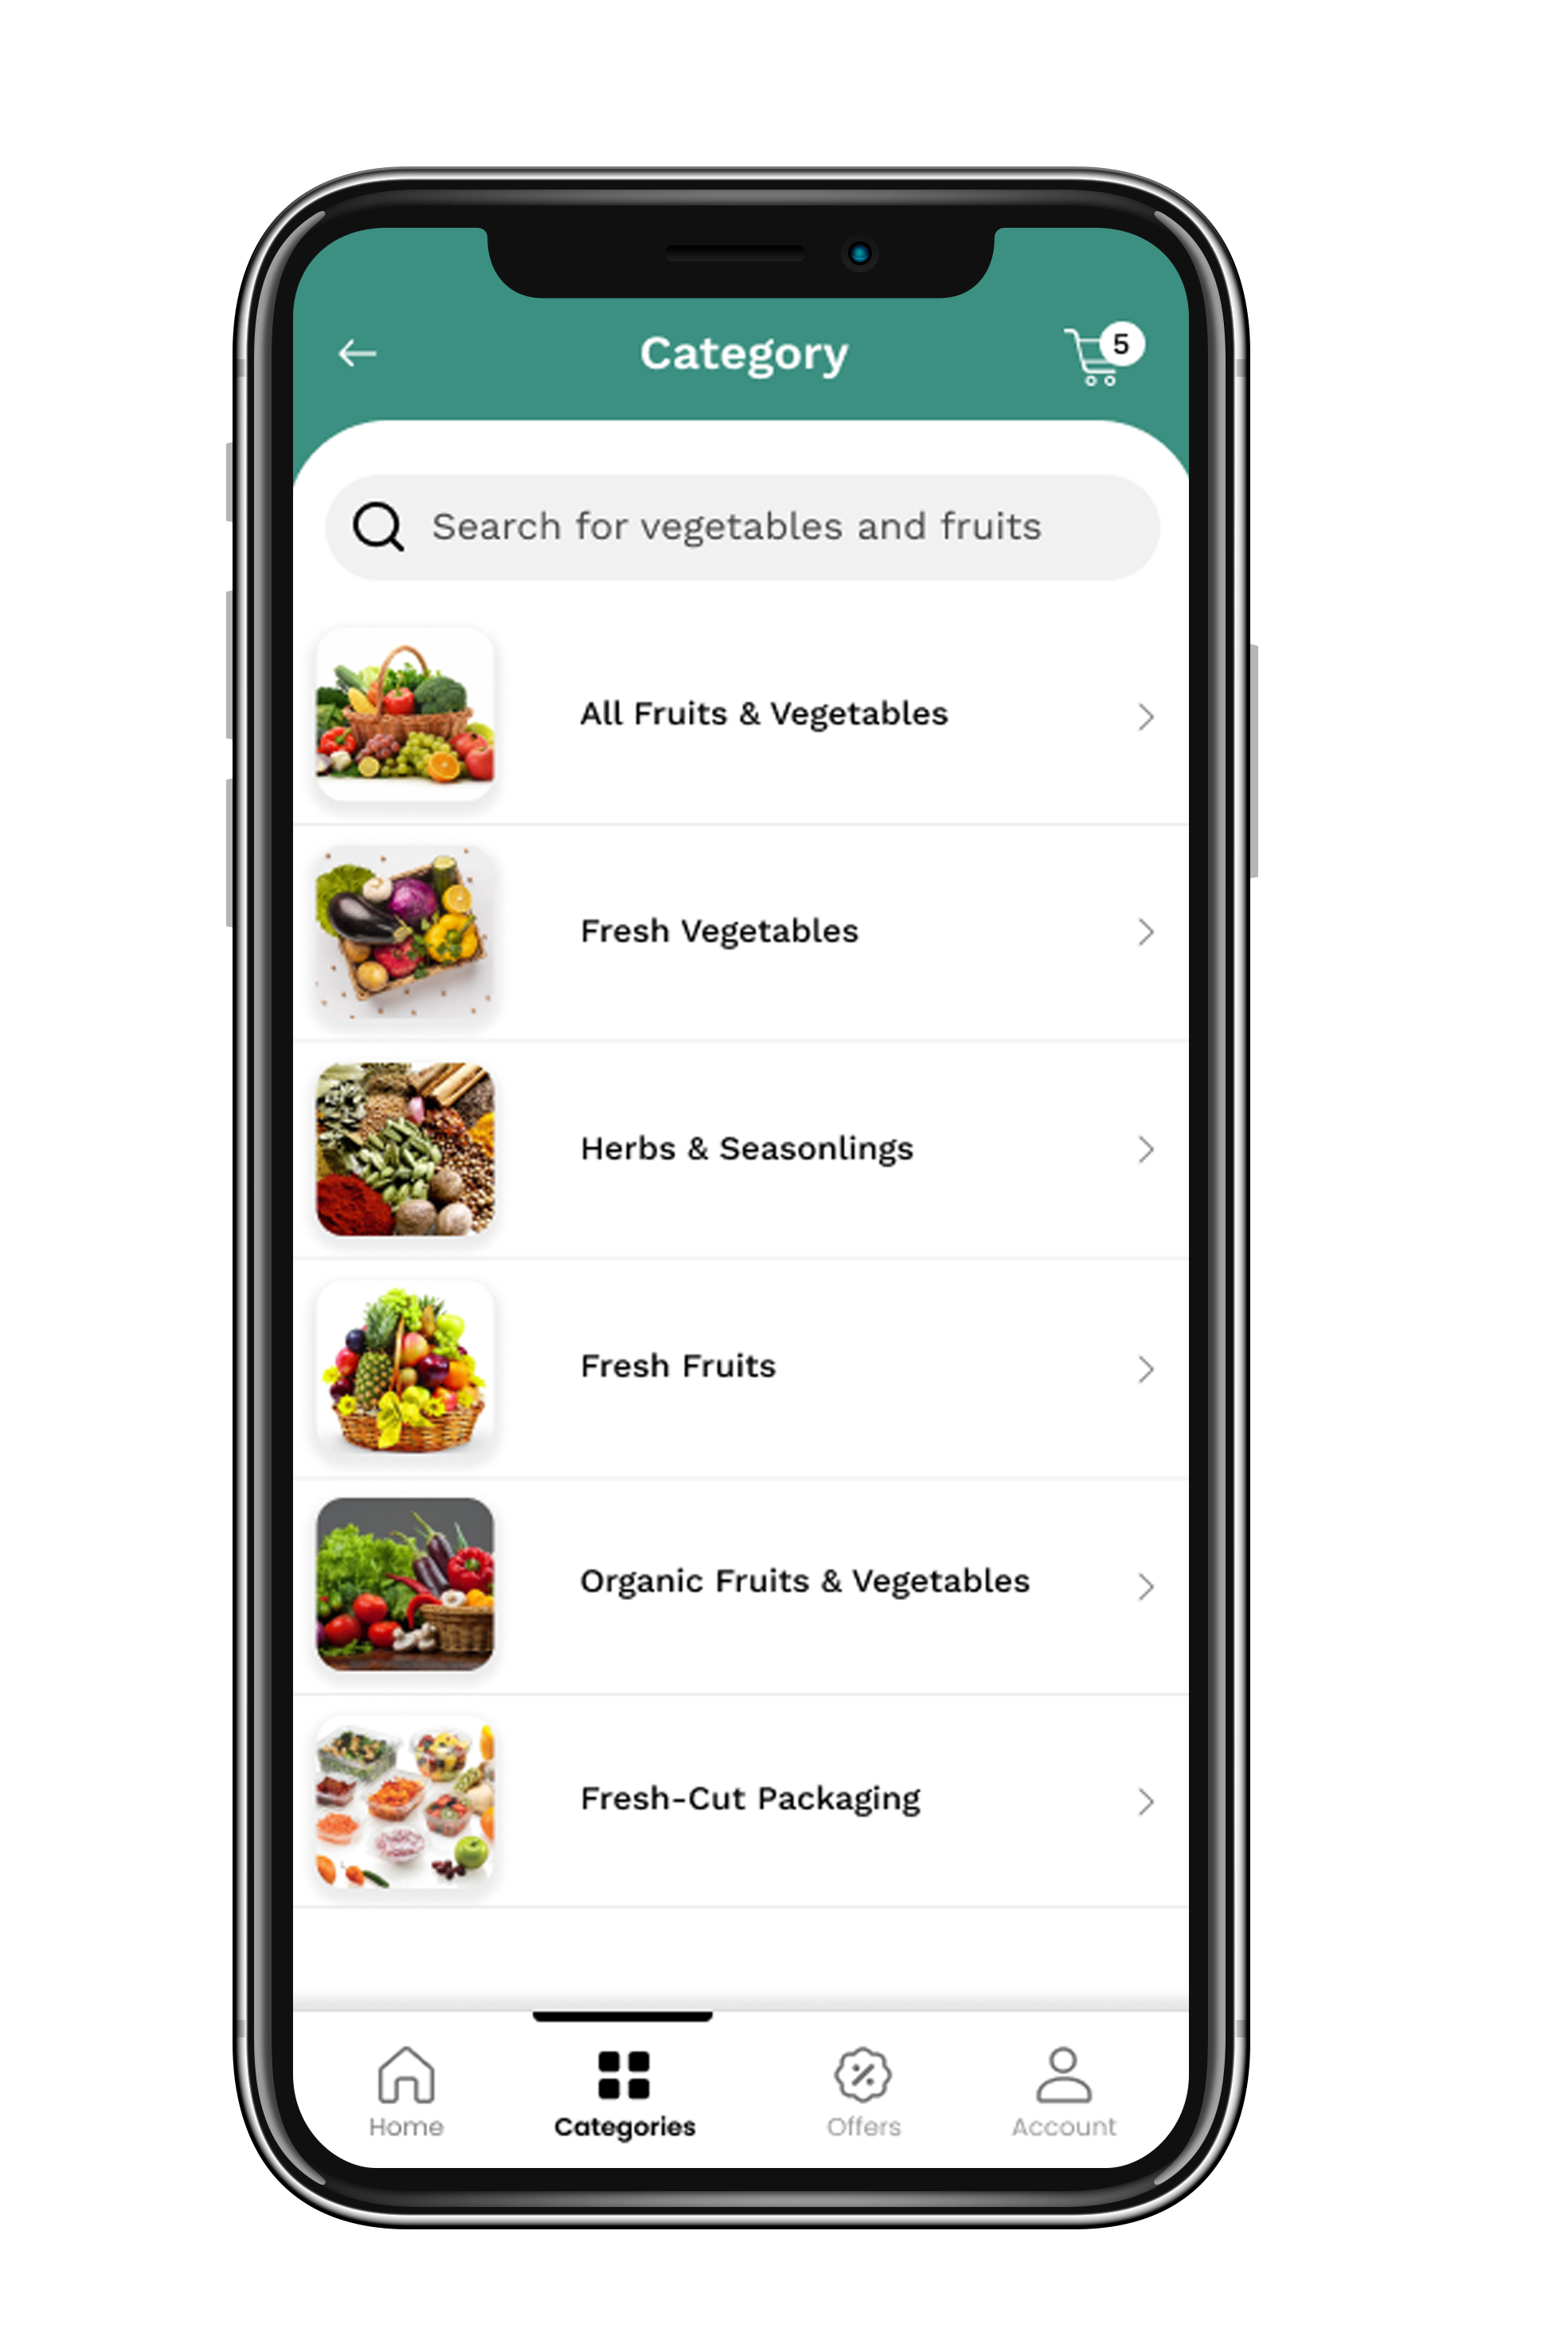 Category
5
Search for vegetables and fruits
All Fruits & Vegetables
Fresh Vegetables
Herbs & Seasonlings
Fresh Fruits
Organic Fruits & Vegetables
Fresh-Cut Packaging
Home
Categories
Offers
Account